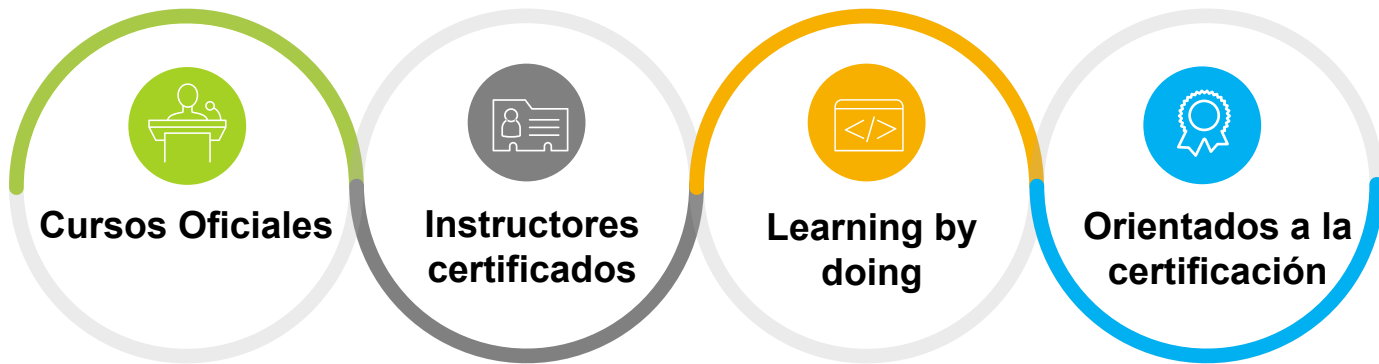 Cursos Oficiales
Instructores
certificados
</>
Learning by
doing
Orientados a la
certificación